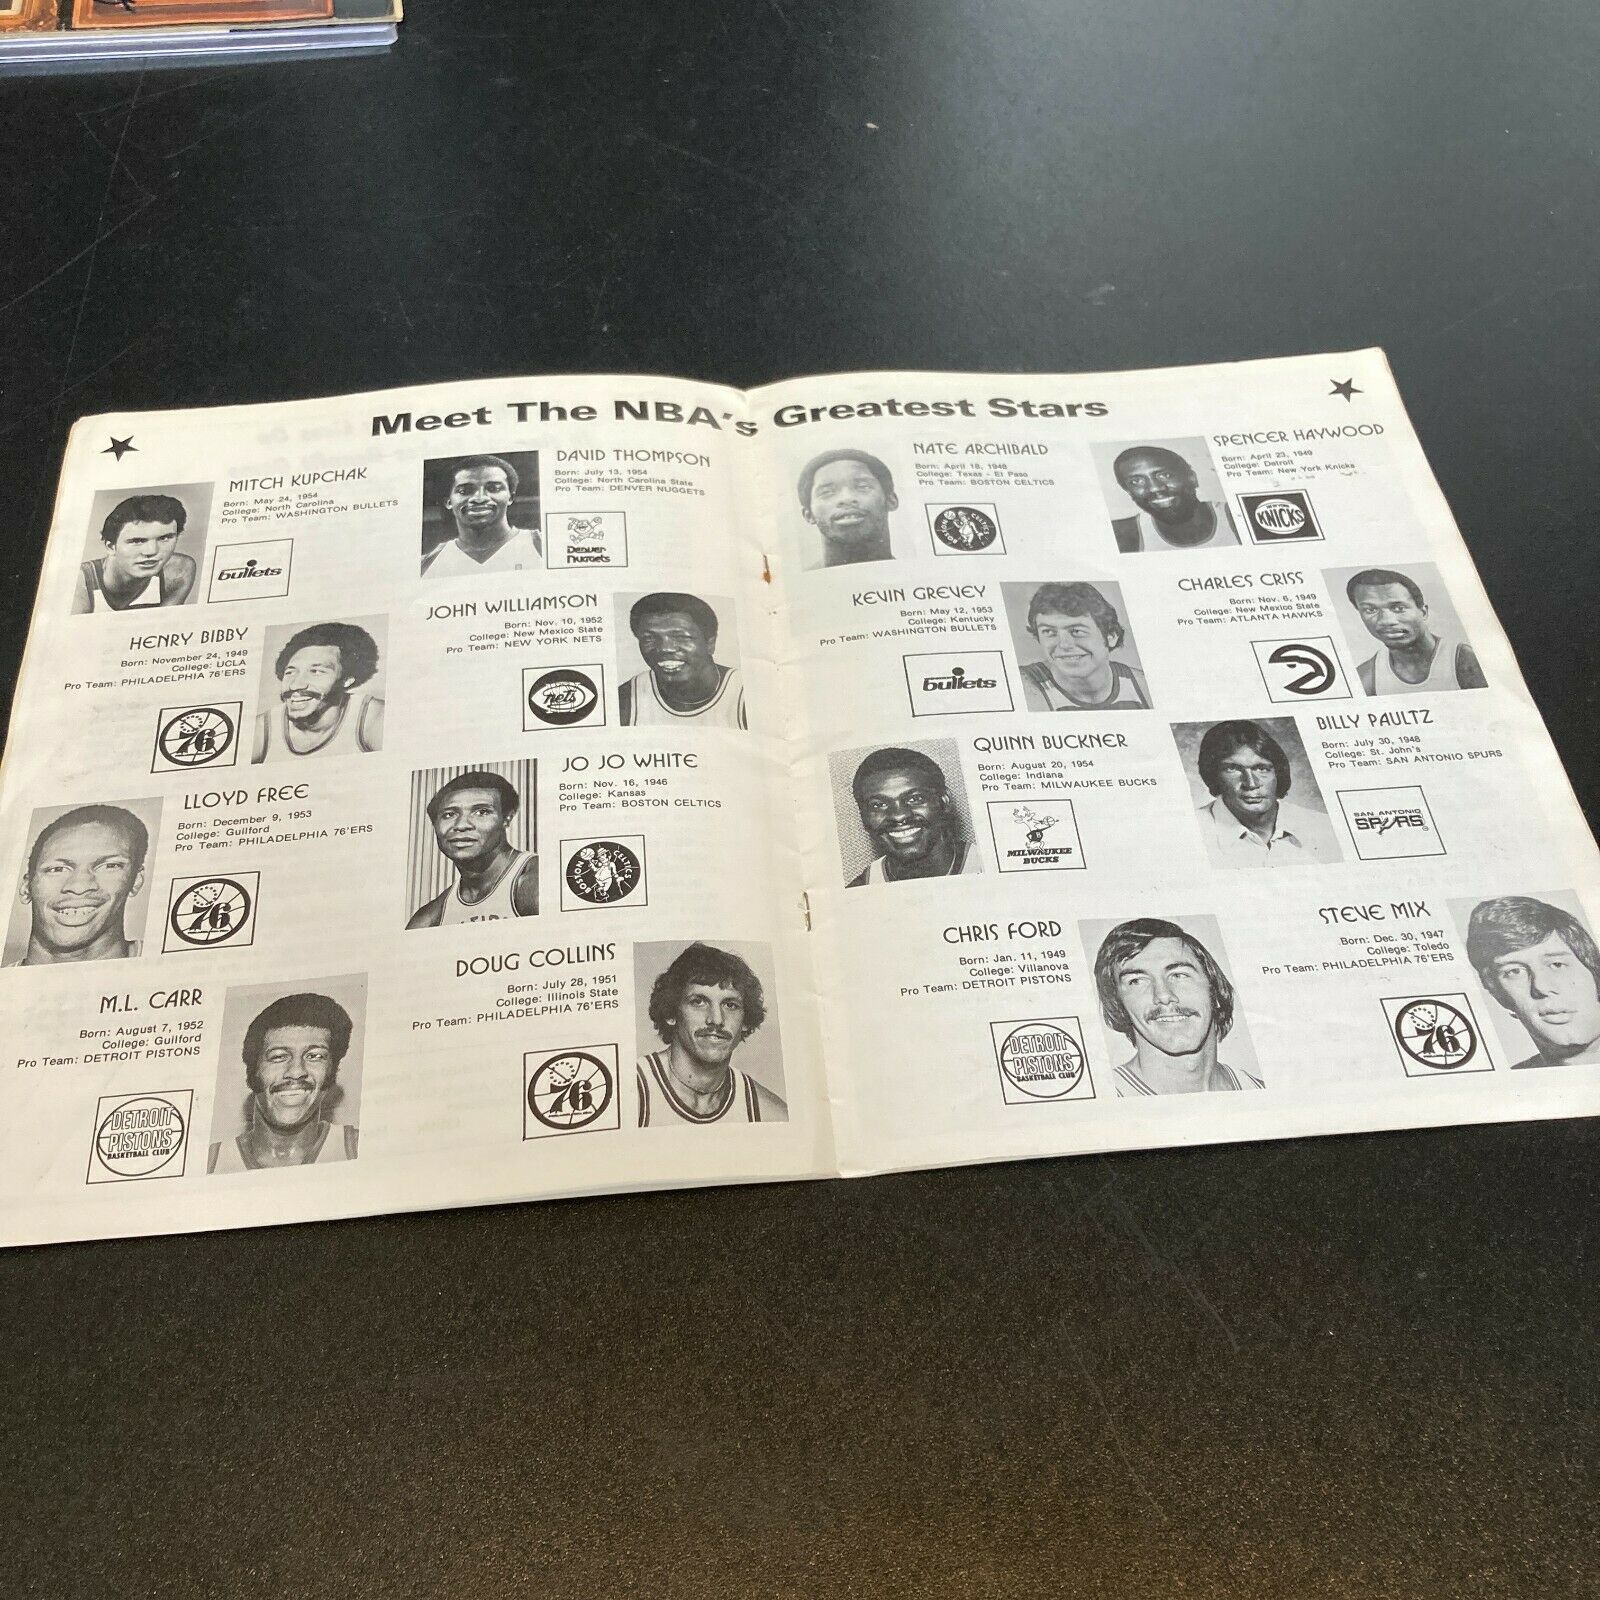 Meet The NBA's Greatest Stars
MITCH KUPCHAK
Born: May 24, 1954
College: North Carolina
Pro Team: WASHINGTON BULLETS
bullets
DAVID THOMPSON
Born: July 13, 1954
College: North Carolina State
Pro Team: DENVER NUGGETS
Denver
Nuggets
HENRY BIBBY
Born: November 24, 1949
College: UCLA
Pro Team: PHILADELPHIA 76'ERS
76
JOHN WILLIAMSON
Born: Nov. 10, 1952
College: New Mexico State
Pro Team: NEW YORK NETS
nets
LLOYD FREE
Born: December 9, 1953
College: Guilford
Pro Team: PHILADELPHIA 76'ERS
76
JO JO WHITE
Born: Nov. 16, 1946
College: Kansas
Pro Team: BOSTON CELTICS
BOSTON CELTICS
M.L. CARR
Born: August 7, 1952
College: Guilford
Pro Team: DETROIT PISTONS
DETROIT
PISTONS
BASKETBALL CLUB
DOUG COLLINS
Born: July 28, 1951
College: Illinois State
Pro Team: PHILADELPHIA 76'ERS
76
NATE ARCHIBALD
Born: April 18, 1948
College: Texas - El Paso
Pro Team: BOSTON CELTICS
BOSTON CELTICS
SPENCER HAYWOOD
Born: April 23, 1949
College: Detroit
Pro Team: New York Knicks
NEW YORK
KNICKS
KEVIN GREVEY
Born: May 12, 1953
College: Kentucky
Pro Team: WASHINGTON BULLETS
bullets
CHARLES CRISS
Born: Nov. 6, 1949
College: New Mexico State
Pro Team: ATLANTA HAWKS
QUINN BUCKNER
Born: August 20, 1954
College: Indiana
Pro Team: MILWAUKEE BUCKS
MILWAUKEE
BUCKS
BILLY PAULTZ
Born: July 30, 1948
College: St. John's
Pro Team: SAN ANTONIO SPURS
SAN ANTONIO
SPURS
CHRIS FORD
Born: Jan. 11, 1949
College: Villanova
Pro Team: DETROIT PISTONS
DETROIT
PISTONS
BASKETBALL CLUB
STEVE MIX
Born: Dec. 30, 1947
College: Toledo
Pro Team: PHILADELPHIA 76'ERS
76